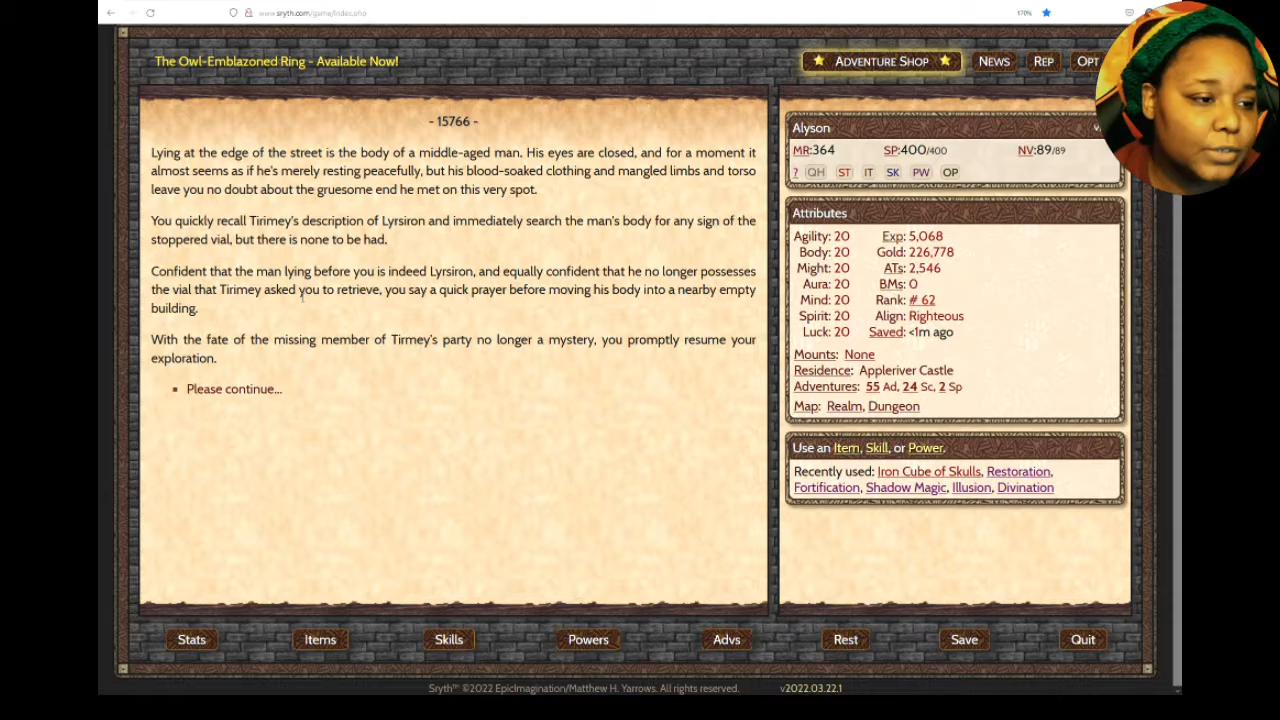 www.sryth.com/game/index.php
170%
The Owl-Emblazoned Ring - Available Now!
Adventure Shop
News
Rep
Opt
- 15766 -
Lying at the edge of the street is the body of a middle-aged man. His eyes are closed, and for a moment it
almost seems as if he's merely resting peacefully, but his blood-soaked clothing and mangled limbs and torso
leave you no doubt about the gruesome end he met on this very spot.
You quickly recall Tirimey's description of Lyrsiron and immediately search the man's body for any sign of the
stoppered vial, but there is none to be had.
Confident that the man lying before you is indeed Lyrsiron, and equally confident that he no longer possesses
the vial that Tirimey asked you to retrieve, you say a quick prayer before moving his body into a nearby empty
building.
With the fate of the missing member of Tirmey's party no longer a mystery, you promptly resume your
exploration.
Please continue...
Alyson
MR:364 SP:400/400 NV:89/89
? QH ST IT SK PW OP
Attributes
Agility: 20 Exp: 5,068
Body: 20 Gold: 226,778
Might: 20 ATs: 2,546
Aura: 20 BMs: 0
Mind: 20 Rank: # 62
Spirit: 20 Align: Righteous
Luck: 20 Saved: <1m ago
Mounts: None
Residence: Appleriver Castle
Adventures: 55 Ad, 24 Sc, 2 Sp
Map: Realm, Dungeon
Use an Item, Skill, or Power.
Recently used: Iron Cube of Skulls, Restoration,
Fortification, Shadow Magic, Illusion, Divination
Stats
Items
Skills
Powers
Advs
Rest
Save
Quit
Sryth™ ©2022 EpicImagination/Matthew H. Yarrows. All rights reserved. v2022.03.22.1